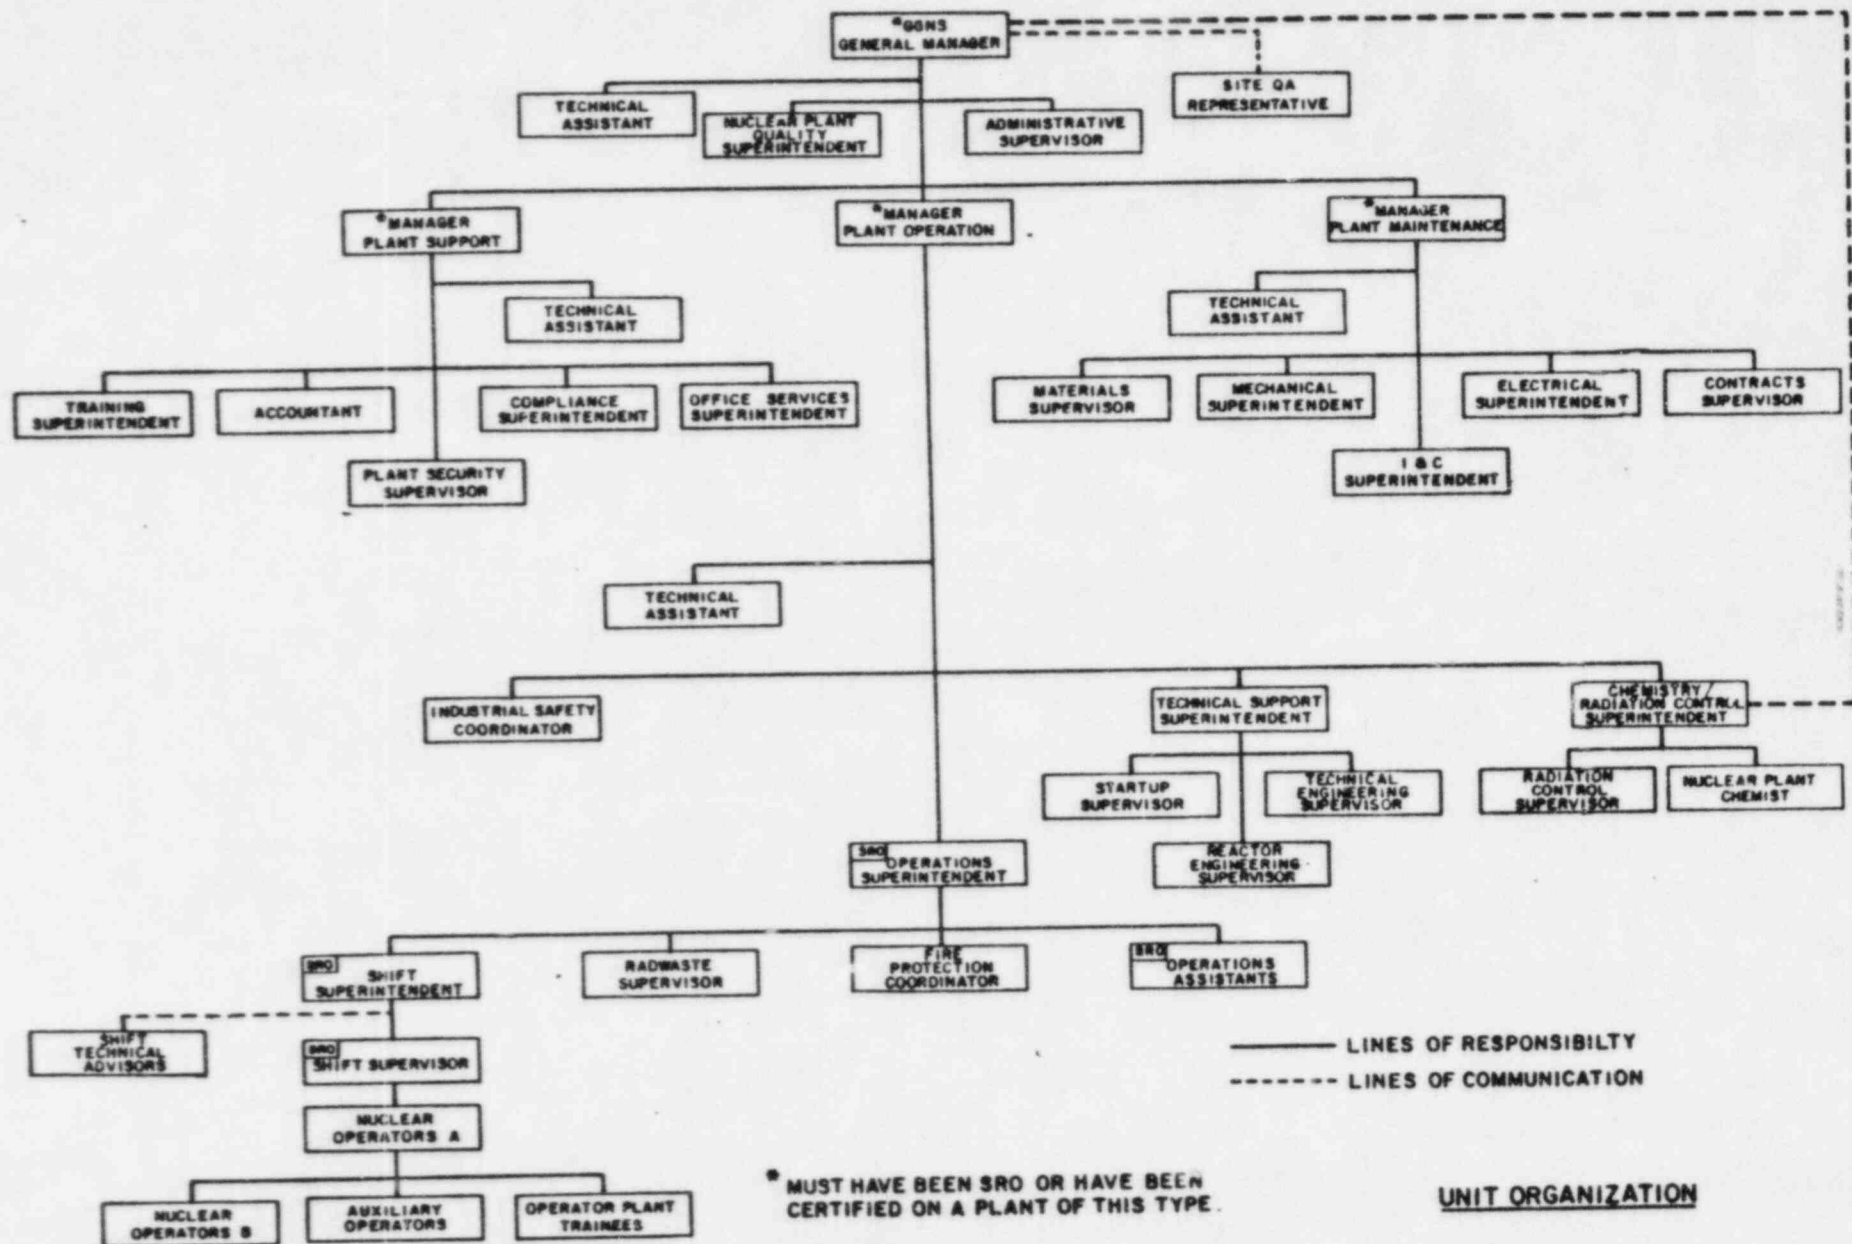 *GGNS
GENERAL MANAGER
SITE QA
REPRESENTATIVE
TECHNICAL
ASSISTANT
NUCLEAR PLANT
QUALITY
SUPERINTENDENT
ADMINISTRATIVE
SUPERVISOR
*MANAGER
PLANT SUPPORT
*MANAGER
PLANT OPERATION
*MANAGER
PLANT MAINTENANCE
TECHNICAL
ASSISTANT
TECHNICAL
ASSISTANT
TRAINING
SUPERINTENDENT
ACCOUNTANT
COMPLIANCE
SUPERINTENDENT
OFFICE SERVICES
SUPERINTENDENT
MATERIALS
SUPERVISOR
MECHANICAL
SUPERINTENDENT
ELECTRICAL
SUPERINTENDENT
CONTRACTS
SUPERVISOR
PLANT SECURITY
SUPERVISOR
I & C
SUPERINTENDENT
TECHNICAL
ASSISTANT
INDUSTRIAL SAFETY
COORDINATOR
TECHNICAL SUPPORT
SUPERINTENDENT
CHEMISTRY/
RADIATION CONTROL
SUPERINTENDENT
STARTUP
SUPERVISOR
TECHNICAL
ENGINEERING
SUPERVISOR
RADIATION
CONTROL
SUPERVISOR
NUCLEAR PLANT
CHEMIST
SRO
OPERATIONS
SUPERINTENDENT
REACTOR
ENGINEERING
SUPERVISOR
SRO
SHIFT
SUPERINTENDENT
RADWASTE
SUPERVISOR
FIRE
PROTECTION
COORDINATOR
SRO
OPERATIONS
ASSISTANTS
SHIFT
TECHNICAL
ADVISORS
SRO
SHIFT SUPERVISOR
LINES OF RESPONSIBILTY
LINES OF COMMUNICATION
NUCLEAR
OPERATORS A
NUCLEAR
OPERATORS B
AUXILIARY
OPERATORS
OPERATOR PLANT
TRAINEES
* MUST HAVE BEEN SRO OR HAVE BEEN
CERTIFIED ON A PLANT OF THIS TYPE.
UNIT ORGANIZATION